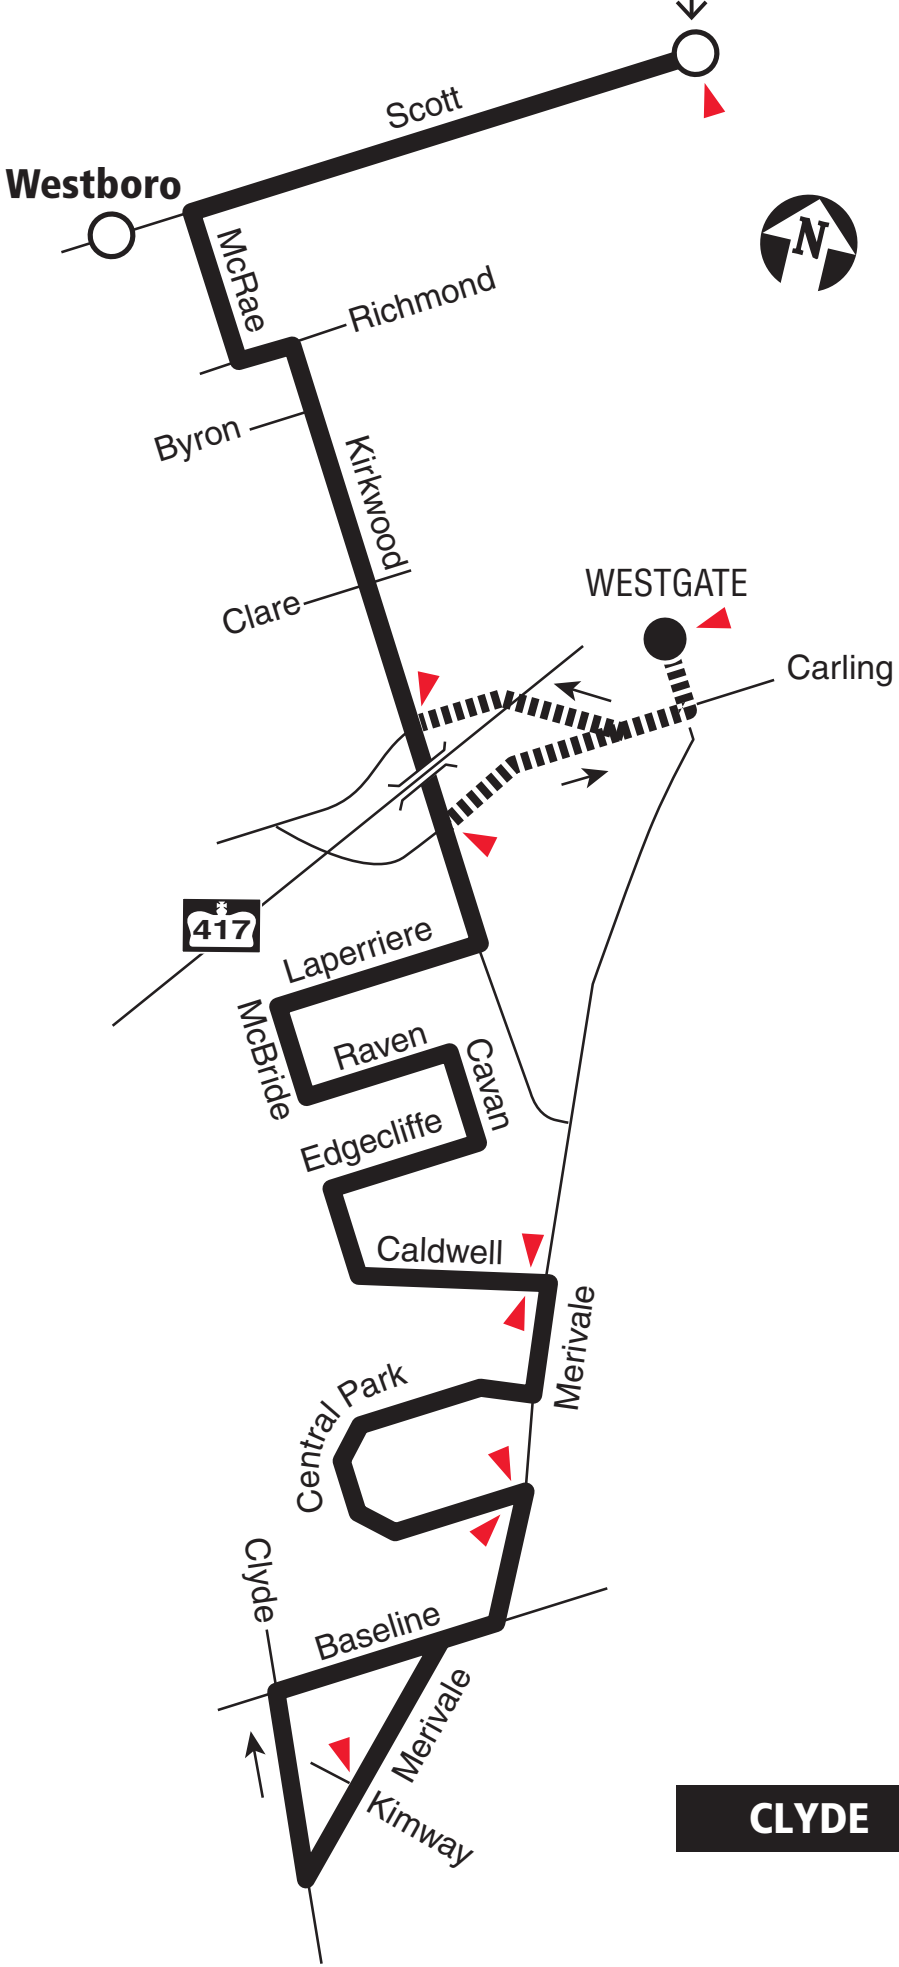 Scott
Westboro
N
McRae
Richmond
Byron
Kirkwood
Clare
WESTGATE
Carling
417
Laperriere
McBride
Raven
Cavan
Edgecliffe
Caldwell
Merivale
Central Park
Clyde
Baseline
Merivale
Kimway
CLYDE